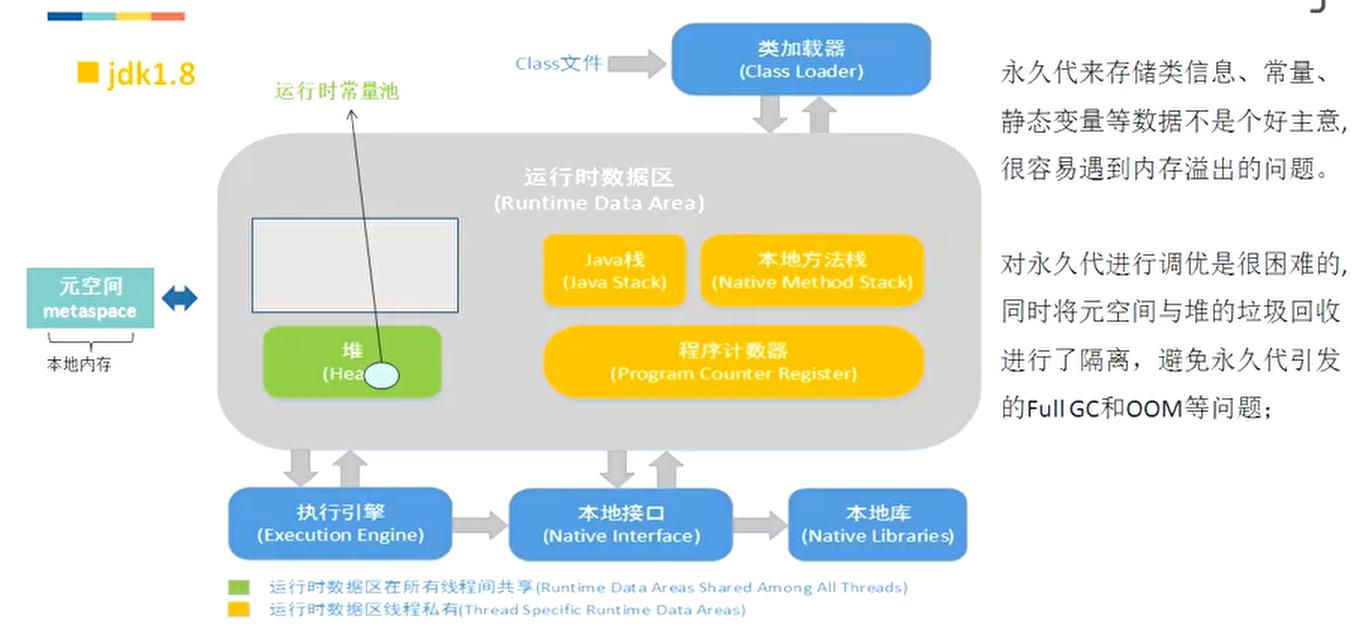 jdk1.8
运行时常量池
Class文件
类加载器
(Class Loader)
运行时数据区
(Runtime Data Area)
Java栈
(Java Stack)
本地方法栈
(Native Method Stack)
元空间
metaspace
本地内存
堆
(Hea
程序计数器
(Program Counter Register)
执行引擎
(Execution Engine)
本地接口
(Native Interface)
本地库
(Native Libraries)
运行时数据区在所有线程间共享(Runtime Data Areas Shared Among All Threads)
运行时数据区线程私有(Thread Specific Runtime Data Areas)
永久代来存储类信息、常量、
静态变量等数据不是个好主意,
很容易遇到内存溢出的问题。
对永久代进行调优是很困难的,
同时将元空间与堆的垃圾回收
进行了隔离，避免永久代引发
的Full GC和OOM等问题；